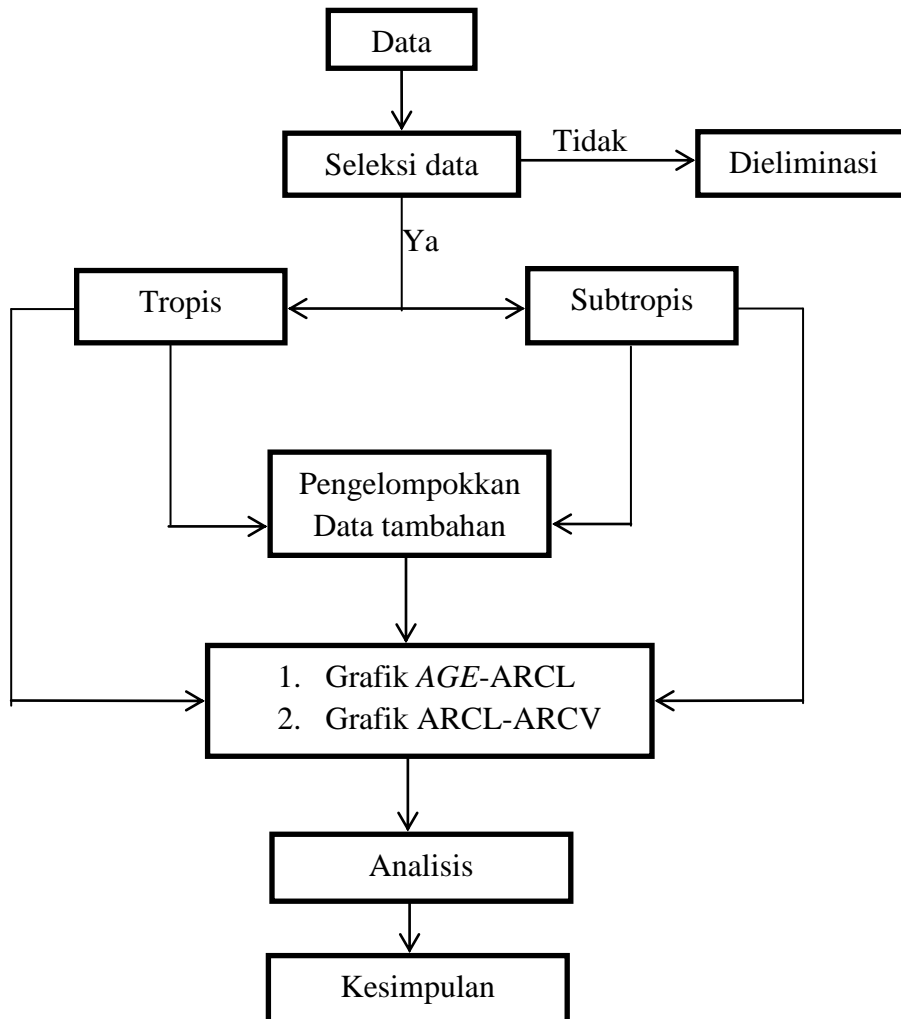 Data
Seleksi data
Tidak
Dieliminasi
Ya
Tropis
Subtropis
Pengelompokkan
Data tambahan
1. Grafik AGE-ARCL
2. Grafik ARCL-ARCV
Analisis
Kesimpulan